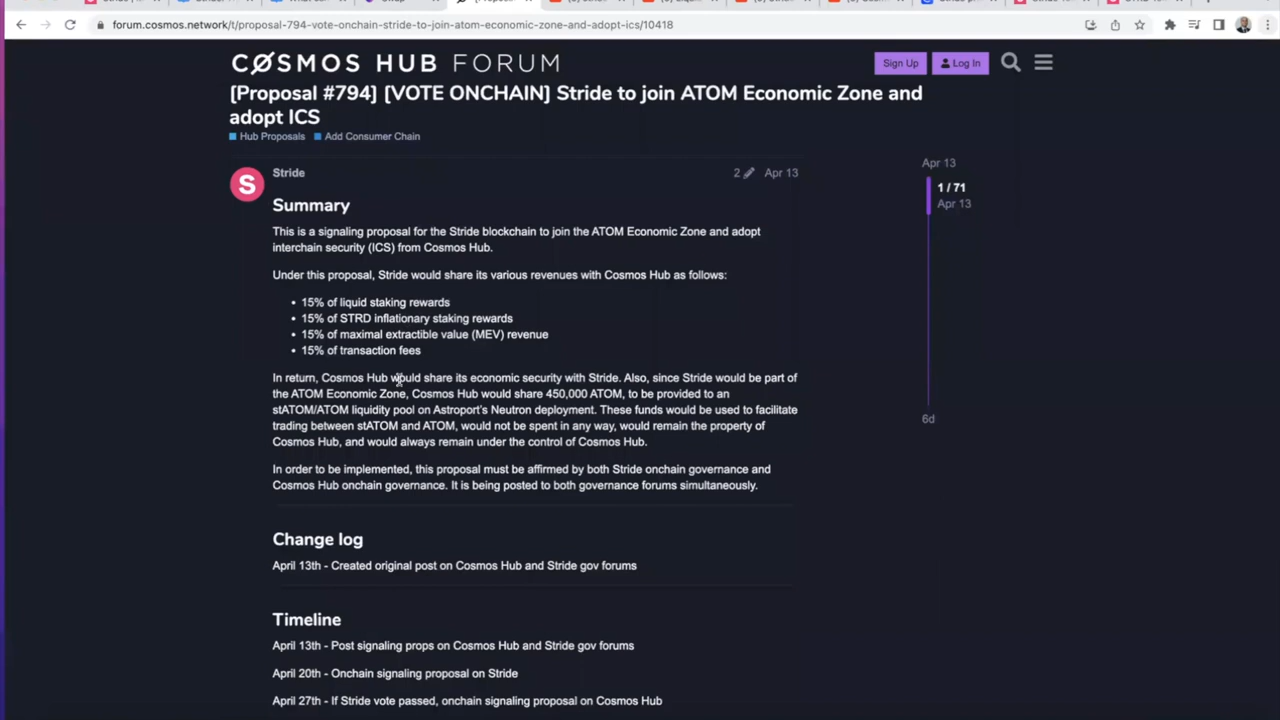 forum.cosmos.network/t/proposal-794-vote-onchain-stride-to-join-atom-economic-zone-and-adopt-ics/10418
COSMOS HUB FORUM
Sign Up
Log In
[Proposal #794] [VOTE ONCHAIN] Stride to join ATOM Economic Zone and
adopt ICS
Hub Proposals
Add Consumer Chain
S
Stride
2
Apr 13
Summary
This is a signaling proposal for the Stride blockchain to join the ATOM Economic Zone and adopt
interchain security (ICS) from Cosmos Hub.
Under this proposal, Stride would share its various revenues with Cosmos Hub as follows:
• 15% of liquid staking rewards
• 15% of STRD inflationary staking rewards
• 15% of maximal extractible value (MEV) revenue
• 15% of transaction fees
In return, Cosmos Hub would share its economic security with Stride. Also, since Stride would be part of
the ATOM Economic Zone, Cosmos Hub would share 450,000 ATOM, to be provided to an
stATOM/ATOM liquidity pool on Astroport's Neutron deployment. These funds would be used to facilitate
trading between stATOM and ATOM, would not be spent in any way, would remain the property of
Cosmos Hub, and would always remain under the control of Cosmos Hub.
In order to be implemented, this proposal must be affirmed by both Stride onchain governance and
Cosmos Hub onchain governance. It is being posted to both governance forums simultaneously.
Change log
April 13th - Created original post on Cosmos Hub and Stride gov forums
Timeline
April 13th - Post signaling props on Cosmos Hub and Stride gov forums
April 20th - Onchain signaling proposal on Stride
April 27th - If Stride vote passed, onchain signaling proposal on Cosmos Hub
Apr 13
1 / 71
Apr 13
6d